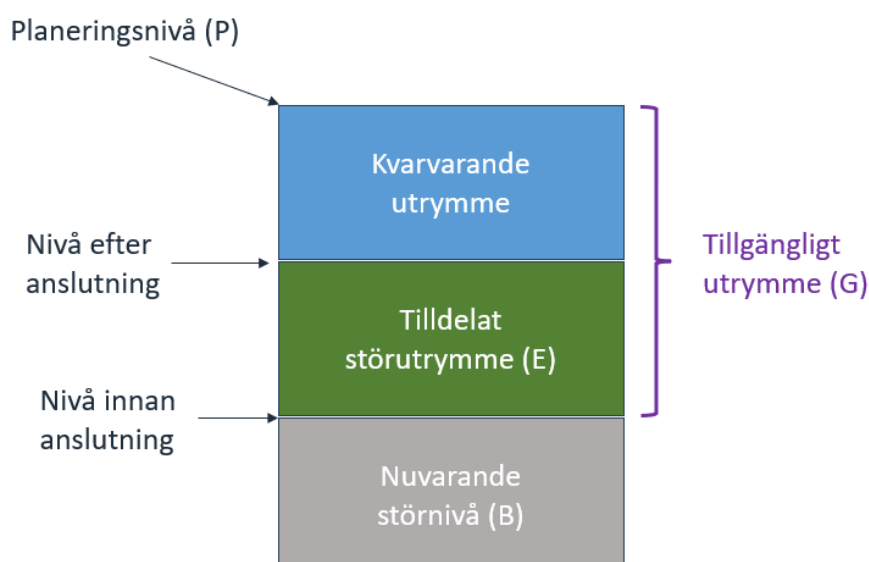 Planeringsnivå (P)
Kvarvarande
utrymme
Nivå efter
anslutning
Tillgängligt
utrymme (G)
Tilldelat
störutrymme (E)
Nivå innan
anslutning
Nuvarande
störnivå (B)